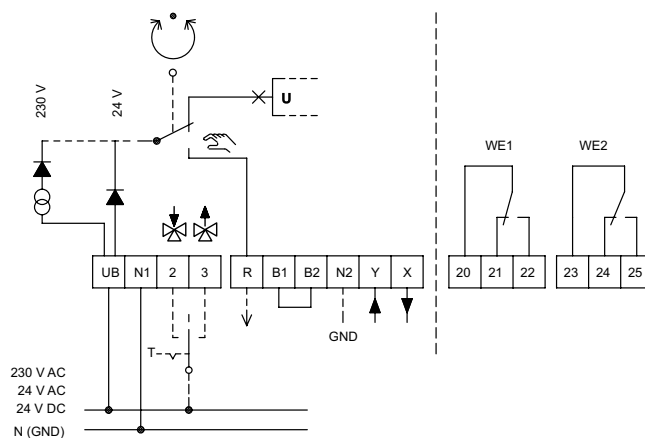 230 V
24 V
U
WE1
WE2
UB N1 2 3 R B1 B2 N2 Y X 20 21 22 23 24 25
GND
T
230 V AC
24 V AC
24 V DC
N (GND)